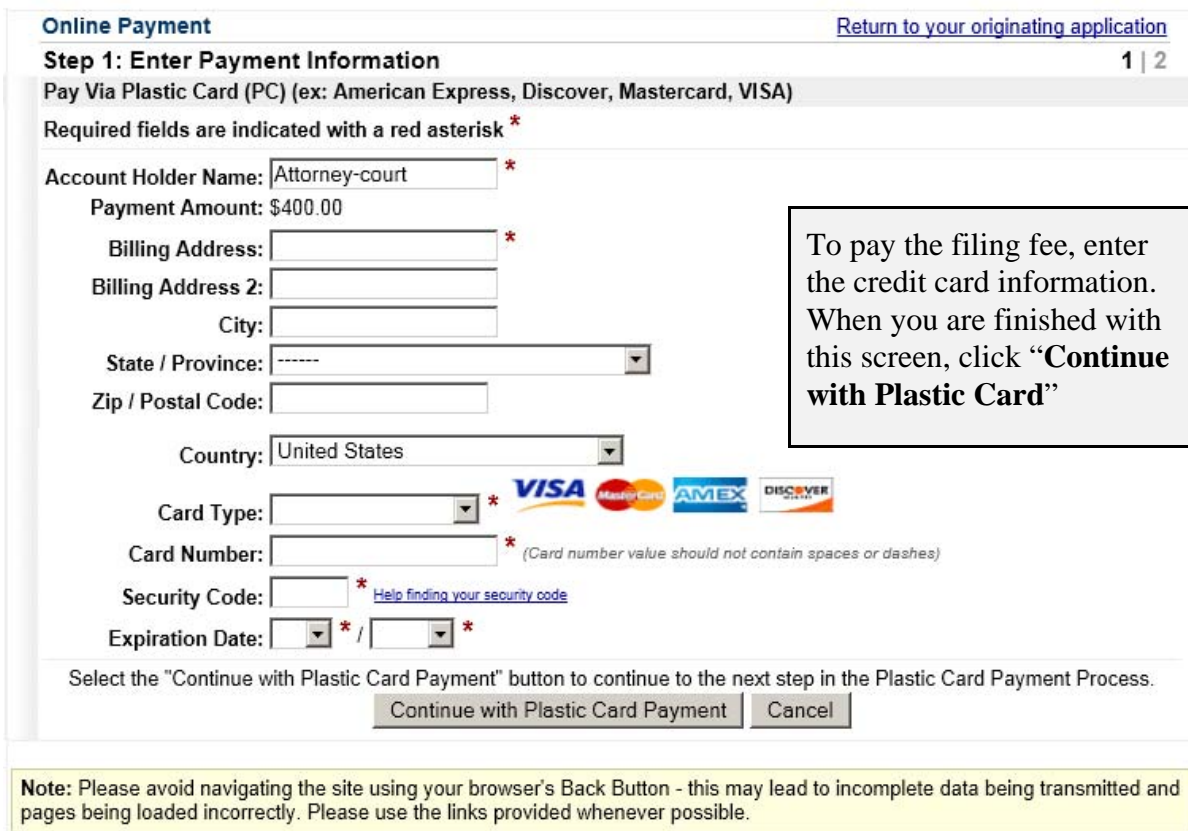 Online Payment Return to your originating application
Step 1: Enter Payment Information 1 | 2
Pay Via Plastic Card (PC) (ex: American Express, Discover, Mastercard, VISA)
Required fields are indicated with a red asterisk *
Account Holder Name: Attorney-court *
Payment Amount: $400.00
Billing Address: *
Billing Address 2:
City:
State / Province: ------
Zip / Postal Code:
Country: United States
Card Type: * VISA MasterCard AMEX DISCOVER
Card Number: * (Card number value should not contain spaces or dashes)
Security Code: * Help finding your security code
Expiration Date: * / *
To pay the filing fee, enter
the credit card information.
When you are finished with
this screen, click “Continue
with Plastic Card”
Select the "Continue with Plastic Card Payment" button to continue to the next step in the Plastic Card Payment Process.
Continue with Plastic Card Payment Cancel
Note: Please avoid navigating the site using your browser's Back Button - this may lead to incomplete data being transmitted and
pages being loaded incorrectly. Please use the links provided whenever possible.